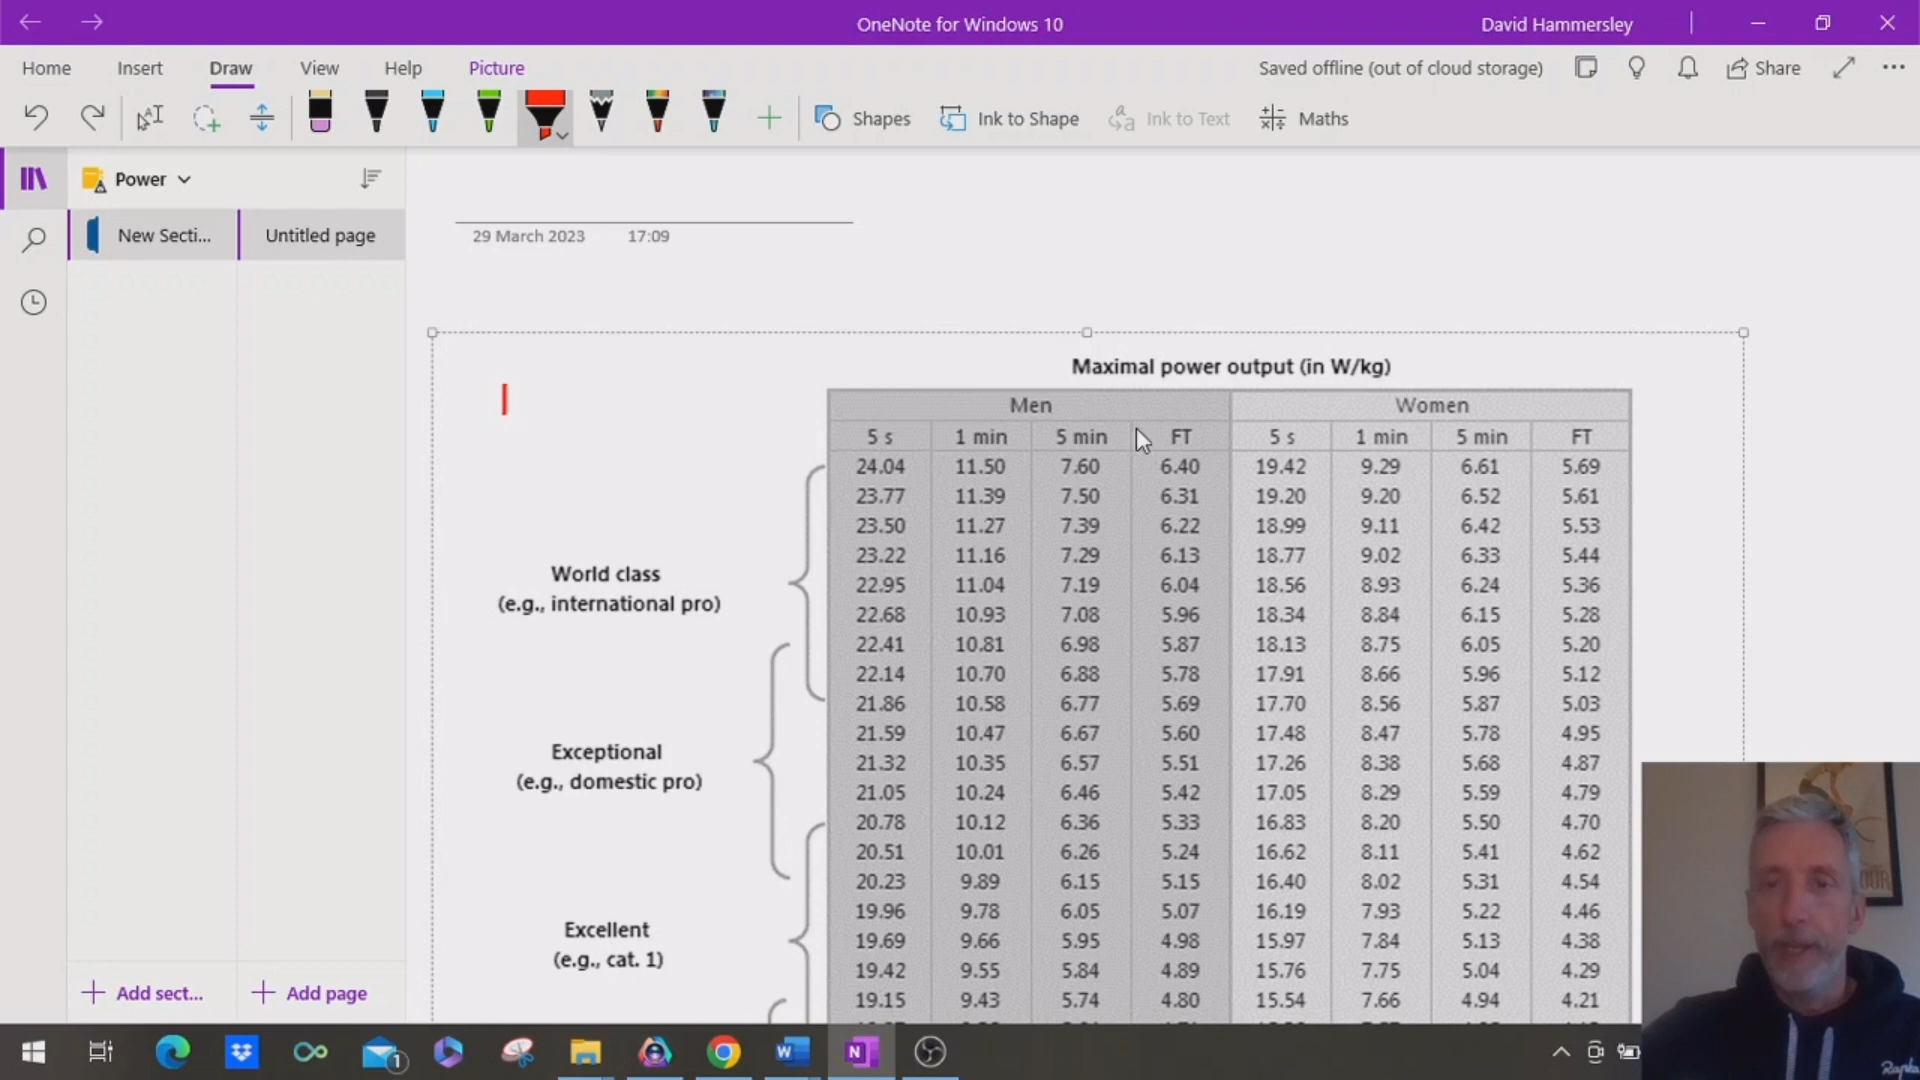 OneNote for Windows 10
David Hammersley
Home Insert Draw View Help Picture
Saved offline (out of cloud storage) Share
Shapes Ink to Shape Ink to Text Maths
Power
New Secti... Untitled page
29 March 2023 17:09
Maximal power output (in W/kg)
Men Women
5 s 1 min 5 min FT 5 s 1 min 5 min FT
24.04 11.50 7.60 6.40 19.42 9.29 6.61 5.69
23.77 11.39 7.50 6.31 19.20 9.20 6.52 5.61
23.50 11.27 7.39 6.22 18.99 9.11 6.42 5.53
23.22 11.16 7.29 6.13 18.77 9.02 6.33 5.44
World class
(e.g., international pro)
22.95 11.04 7.19 6.04 18.56 8.93 6.24 5.36
22.68 10.93 7.08 5.96 18.34 8.84 6.15 5.28
22.41 10.81 6.98 5.87 18.13 8.75 6.05 5.20
22.14 10.70 6.88 5.78 17.91 8.66 5.96 5.12
21.86 10.58 6.77 5.69 17.70 8.56 5.87 5.03
21.59 10.47 6.67 5.60 17.48 8.47 5.78 4.95
Exceptional
(e.g., domestic pro)
21.32 10.35 6.57 5.51 17.26 8.38 5.68 4.87
21.05 10.24 6.46 5.42 17.05 8.29 5.59 4.79
20.78 10.12 6.36 5.33 16.83 8.20 5.50 4.70
20.51 10.01 6.26 5.24 16.62 8.11 5.41 4.62
20.23 9.89 6.15 5.15 16.40 8.02 5.31 4.54
19.96 9.78 6.05 5.07 16.19 7.93 5.22 4.46
Excellent
(e.g., cat. 1)
19.69 9.66 5.95 4.98 15.97 7.84 5.13 4.38
19.42 9.55 5.84 4.89 15.76 7.75 5.04 4.29
19.15 9.43 5.74 4.80 15.54 7.66 4.94 4.21
Add sect... Add page
1